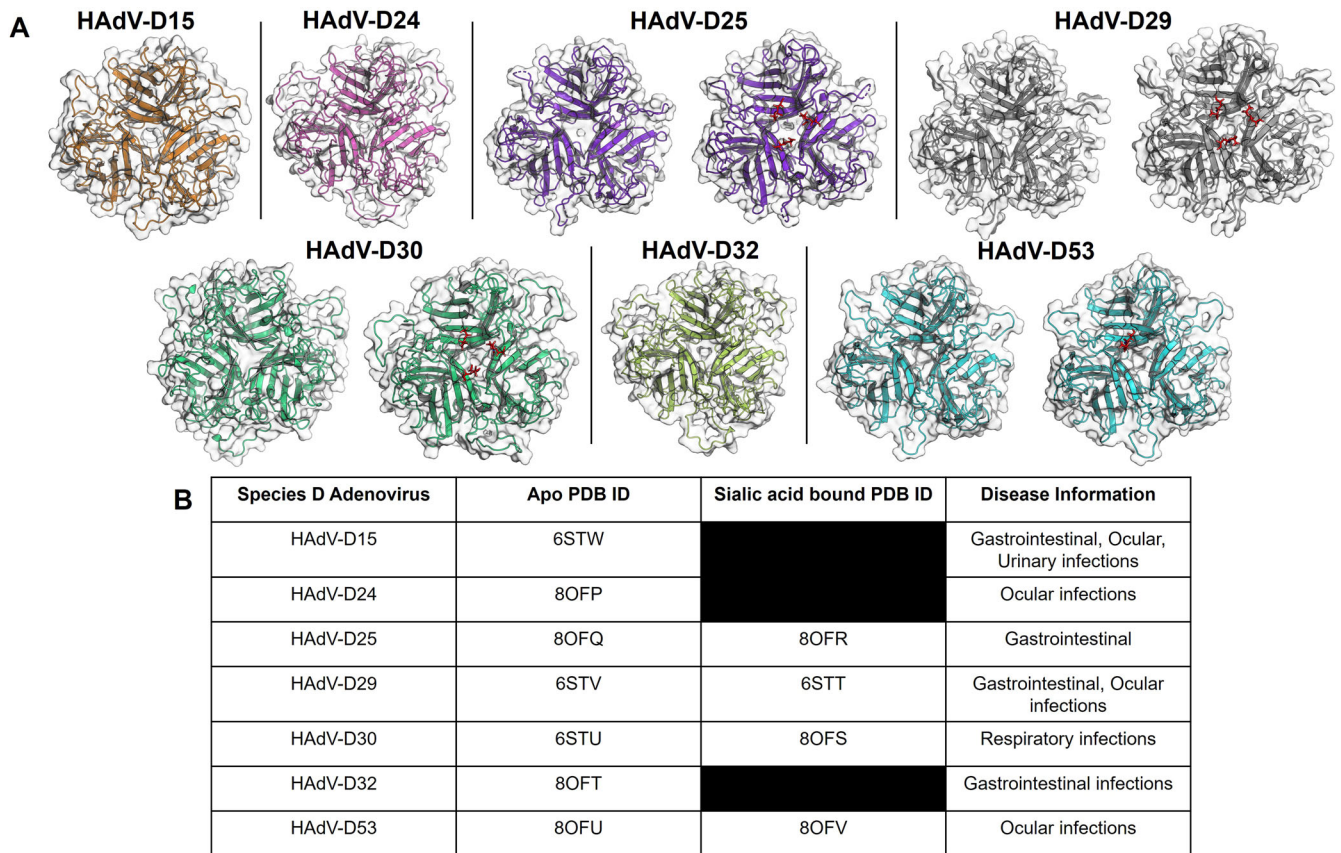 A
HAdV-D15
HAdV-D24
HAdV-D25
HAdV-D29
HAdV-D30
HAdV-D32
HAdV-D53
B
Species D Adenovirus Apo PDB ID Sialic acid bound PDB ID Disease Information
HAdV-D15 6STW Gastrointestinal, Ocular,
Urinary infections
HAdV-D24 8OFP Ocular infections
HAdV-D25 8OFQ 8OFR Gastrointestinal
HAdV-D29 6STV 6STT Gastrointestinal, Ocular
infections
HAdV-D30 6STU 8OFS Respiratory infections
HAdV-D32 8OFT Gastrointestinal infections
HAdV-D53 8OFU 8OFV Ocular infections